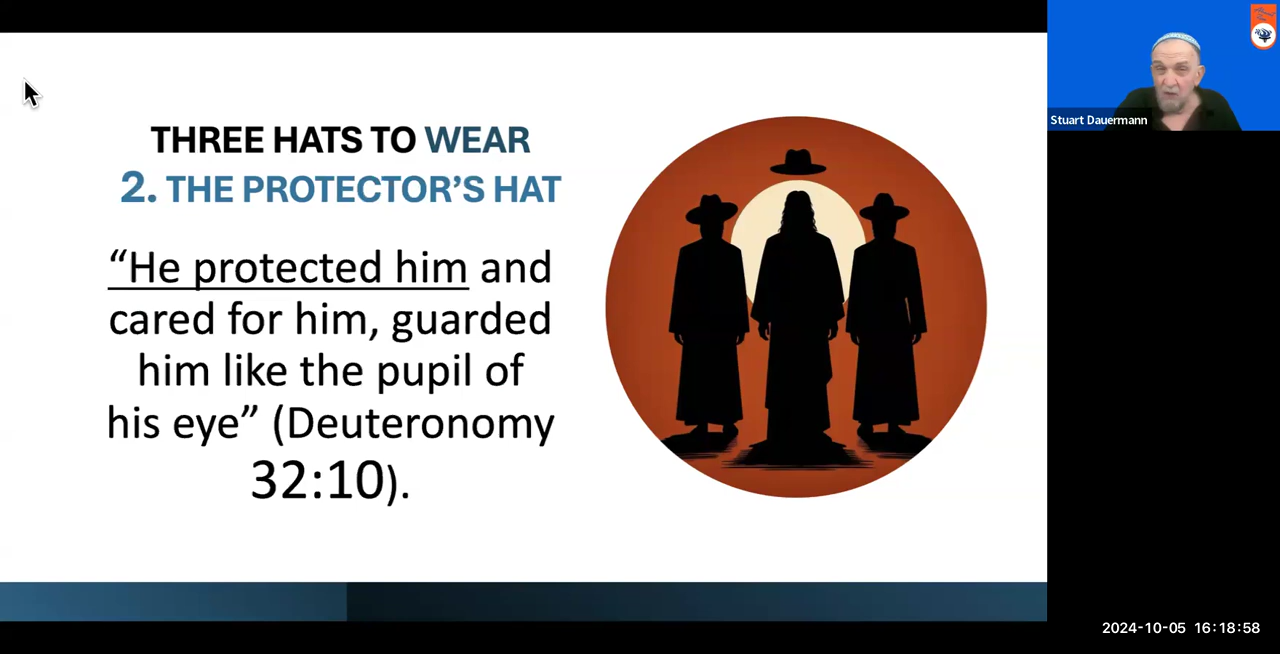 THREE HATS TO WEAR
2. THE PROTECTOR’S HAT
“He protected him and
cared for him, guarded
him like the pupil of
his eye” (Deuteronomy
32:10).
Stuart Dauermann
2024-10-05 16:18:58